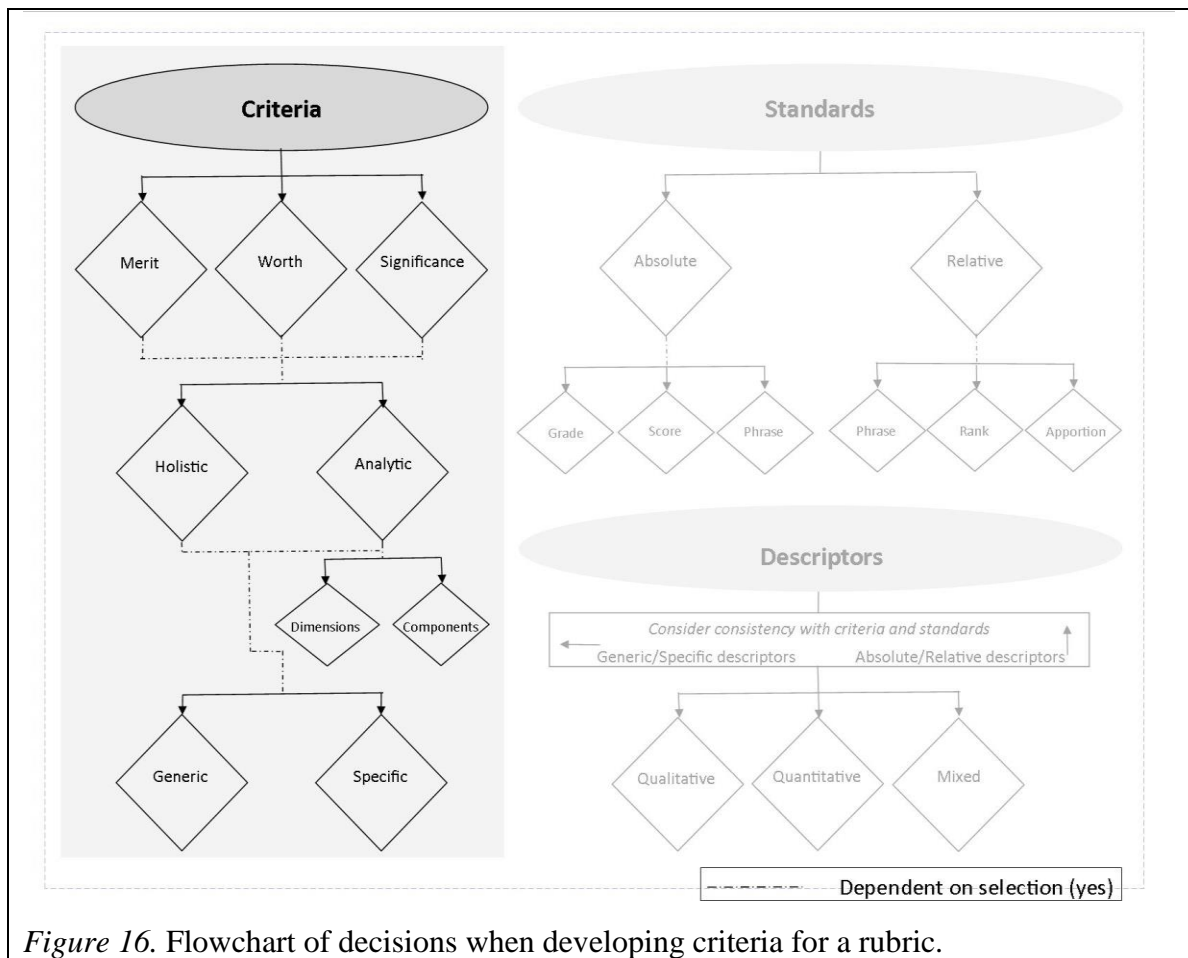 Criteria
Merit
Worth
Significance
Holistic
Analytic
Dimensions
Components
Generic
Specific
Standards
Absolute
Relative
Grade
Score
Phrase
Phrase
Rank
Apportion
Descriptors
Consider consistency with criteria and standards
Generic/Specific descriptors
Absolute/Relative descriptors
Qualitative
Quantitative
Mixed
Dependent on selection (yes)
Figure 16. Flowchart of decisions when developing criteria for a rubric.